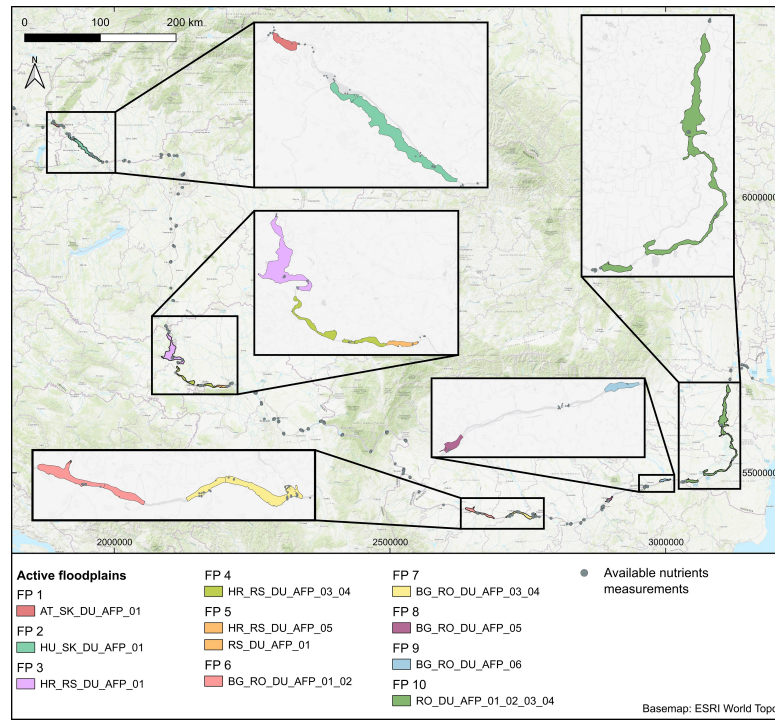 0 100 200 km
N
6000000
5500000
2000000 2500000 3000000
Active floodplains
FP 1
AT_SK_DU_AFP_01
FP 2
HU_SK_DU_AFP_01
FP 3
HR_RS_DU_AFP_01
FP 4
HR_RS_DU_AFP_03_04
FP 5
HR_RS_DU_AFP_05
RS_DU_AFP_01
FP 6
BG_RO_DU_AFP_01_02
FP 7
BG_RO_DU_AFP_03_04
FP 8
BG_RO_DU_AFP_05
FP 9
BG_RO_DU_AFP_06
FP 10
RO_DU_AFP_01_02_03_04
Available nutrients
measurements
Basemap: ESRI World Topo